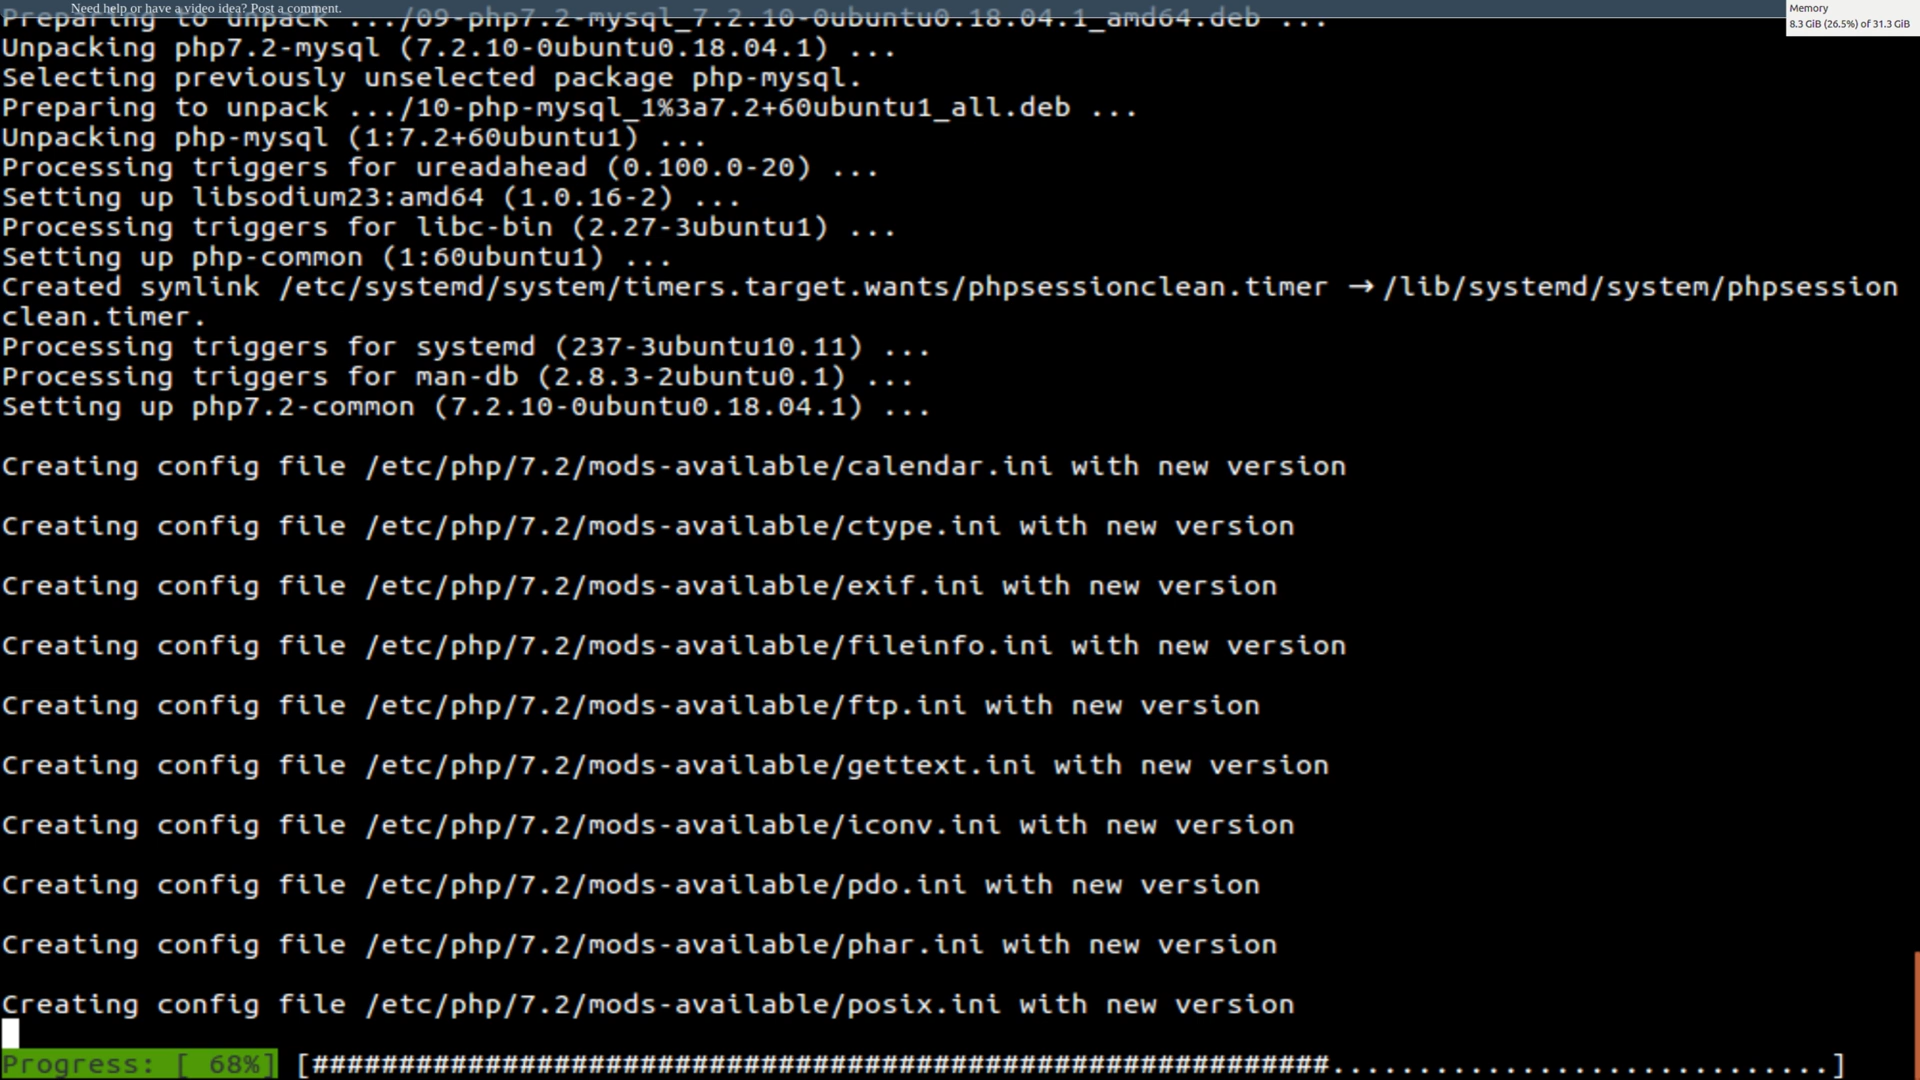 Need help or have a video idea? Post a comment.
Memory
8.3 GiB (26.5%) of 31.3 GiB
Preparing to unpack .../09-php7.2-mysql_7.2.10-0ubuntu0.18.04.1_amd64.deb ...
Unpacking php7.2-mysql (7.2.10-0ubuntu0.18.04.1) ...
Selecting previously unselected package php-mysql.
Preparing to unpack .../10-php-mysql_1%3a7.2+60ubuntu1_all.deb ...
Unpacking php-mysql (1:7.2+60ubuntu1) ...
Processing triggers for ureadahead (0.100.0-20) ...
Setting up libsodium23:amd64 (1.0.16-2) ...
Processing triggers for libc-bin (2.27-3ubuntu1) ...
Setting up php-common (1:60ubuntu1) ...
Created symlink /etc/systemd/system/timers.target.wants/phpsessionclean.timer → /lib/systemd/system/phpsession
clean.timer.
Processing triggers for systemd (237-3ubuntu10.11) ...
Processing triggers for man-db (2.8.3-2ubuntu0.1) ...
Setting up php7.2-common (7.2.10-0ubuntu0.18.04.1) ...
Creating config file /etc/php/7.2/mods-available/calendar.ini with new version
Creating config file /etc/php/7.2/mods-available/ctype.ini with new version
Creating config file /etc/php/7.2/mods-available/exif.ini with new version
Creating config file /etc/php/7.2/mods-available/fileinfo.ini with new version
Creating config file /etc/php/7.2/mods-available/ftp.ini with new version
Creating config file /etc/php/7.2/mods-available/gettext.ini with new version
Creating config file /etc/php/7.2/mods-available/iconv.ini with new version
Creating config file /etc/php/7.2/mods-available/pdo.ini with new version
Creating config file /etc/php/7.2/mods-available/phar.ini with new version
Creating config file /etc/php/7.2/mods-available/posix.ini with new version
Progress: [ 68%] [###########################################################.............................]